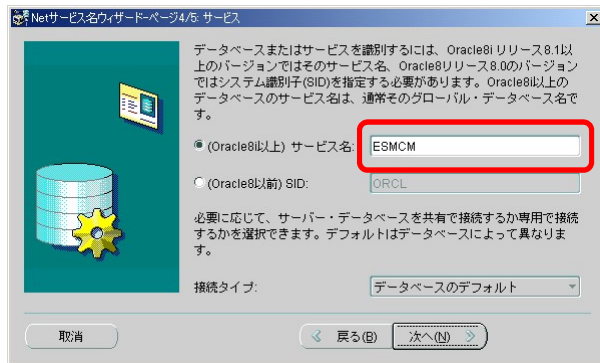 Netサービス名ウィザード-ページ4/5: サービス
データベースまたはサービスを識別するには、Oracle8i リリース8.1以
上のバージョンではそのサービス名、Oracle8リリース8.0のバージョン
ではシステム識別子(SID)を指定する必要があります。Oracle8i以上の
データベースのサービス名は、通常そのグローバル・データベース名で
す。
(Oracle8i以上) サービス名: ESMCM
(Oracle8以前) SID: ORCL
必要に応じて、サーバー・データベースを共有で接続するか専用で接続
するかを選択できます。デフォルトはデータベースによって異なりま
す。
接続タイプ: データベースのデフォルト
取消 戻る(B) 次へ(N)